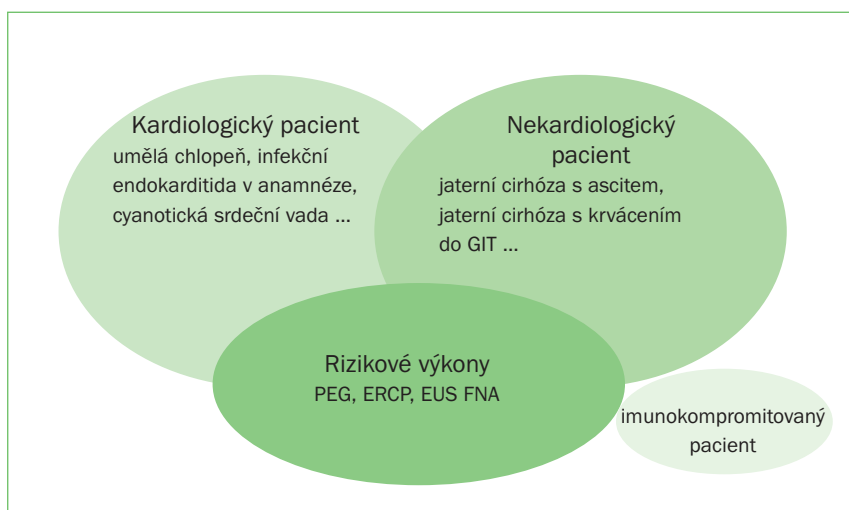 Kardiologický pacient
umělá chlopeň, infekční
endokarditida v anamnéze,
cyanotická srdeční vada ...
Nekardiologický
pacient
jaterní cirhóza s ascitem,
jaterní cirhóza s krvácením
do GIT ...
Rizikové výkony
PEG, ERCP, EUS FNA
imunokompromitovaný
pacient